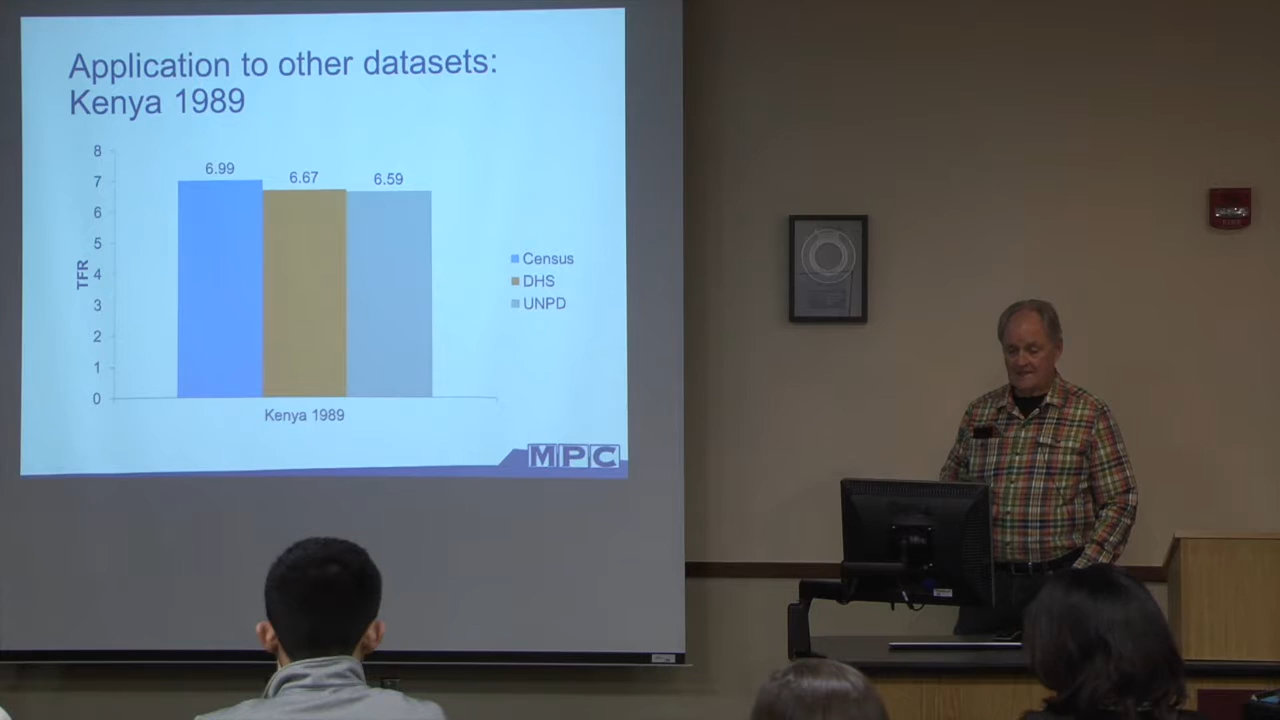 Application to other datasets:
Kenya 1989
8
7
6
5
4
3
2
1
0
TFR
6.99
6.67
6.59
Kenya 1989
Census
DHS
UNPD
MPC